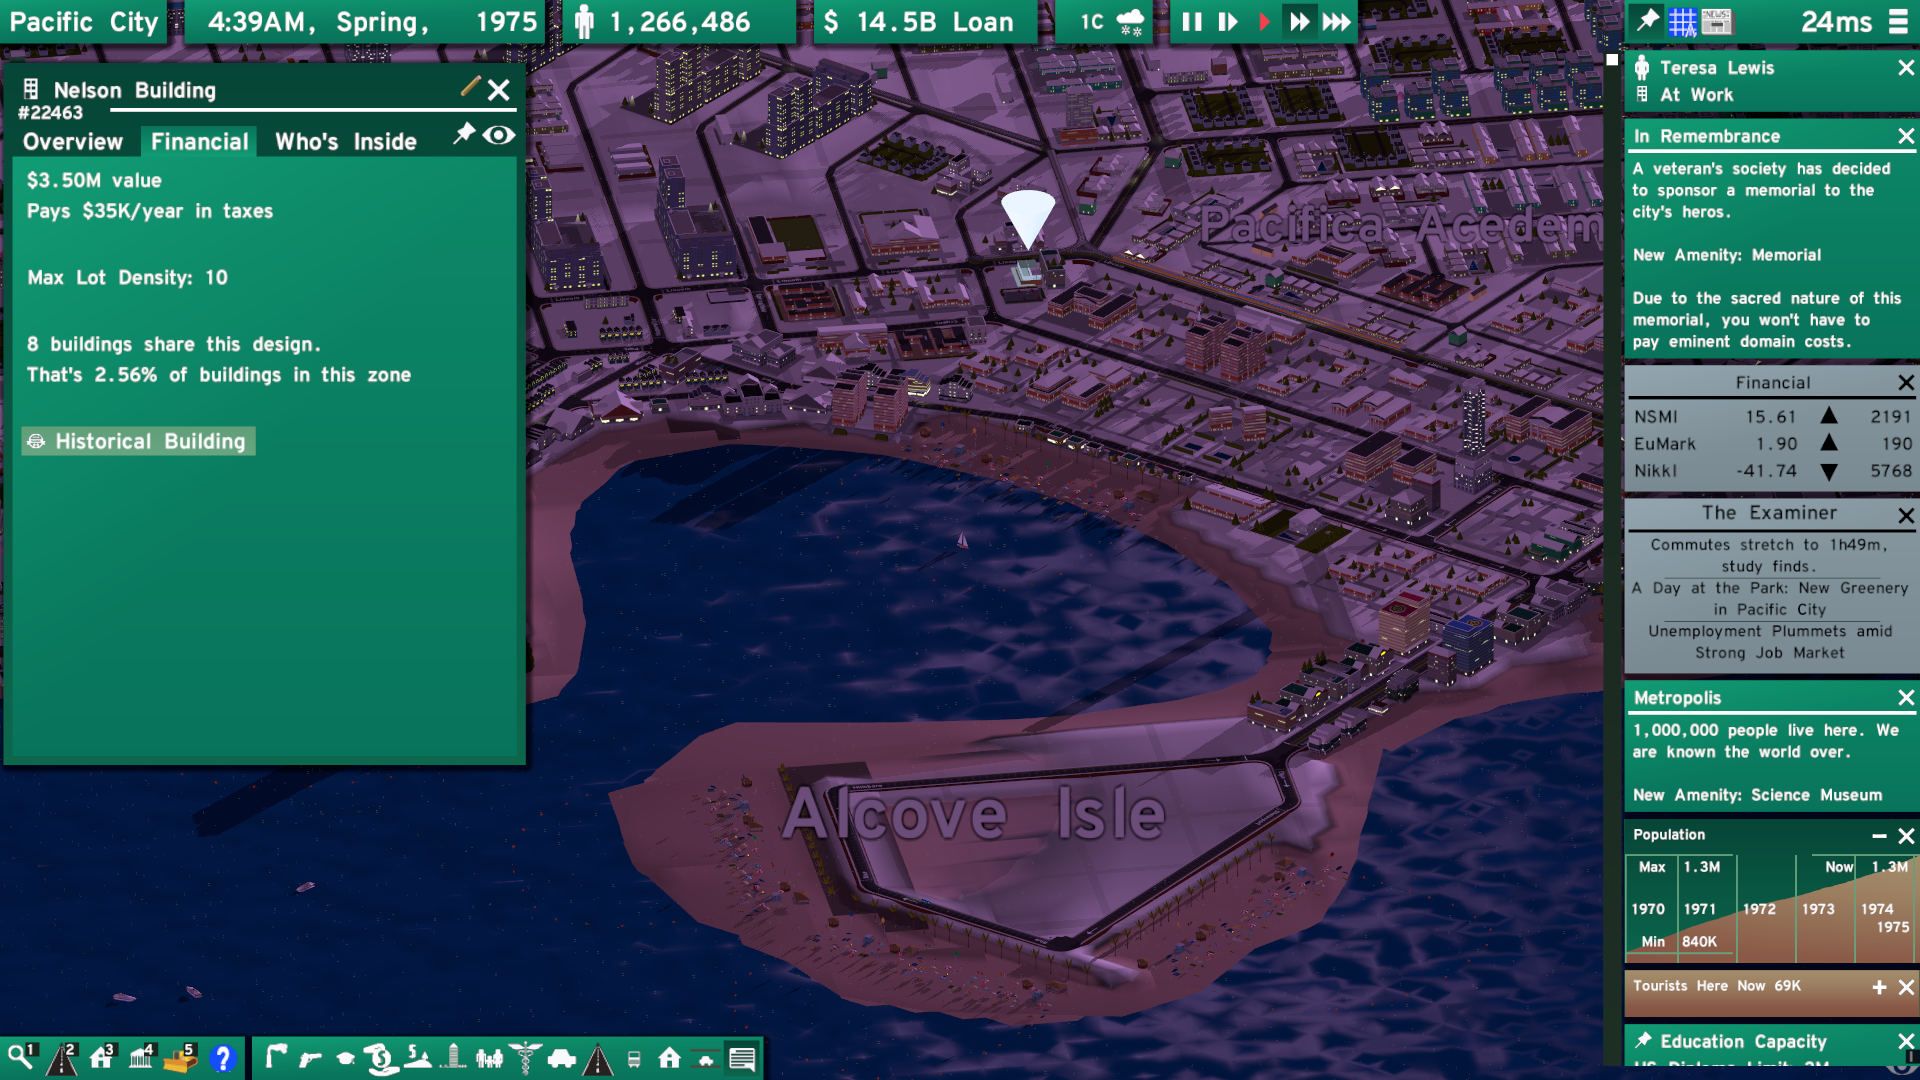 Pacific City
4:39AM, Spring, 1975
1,266,486
$ 14.5B Loan
1C
24ms
Nelson Building
#22463
Overview Financial Who's Inside
$3.50M value
Pays $35K/year in taxes
Max Lot Density: 10
8 buildings share this design.
That's 2.56% of buildings in this zone
Historical Building
Pacifica Academ
Alcove Isle
Teresa Lewis
At Work
In Remembrance
A veteran's society has decided
to sponsor a memorial to the
city's heros.
New Amenity: Memorial
Due to the sacred nature of this
memorial, you won't have to
pay eminent domain costs.
Financial
NSMI 15.61 ▲ 2191
EuMark 1.90 ▲ 190
NikkI -41.74 ▼ 5768
The Examiner
Commutes stretch to 1h49m,
study finds.
A Day at the Park: New Greenery
in Pacific City
Unemployment Plummets amid
Strong Job Market
Metropolis
1,000,000 people live here. We
are known the world over.
New Amenity: Science Museum
Population
Max 1.3M Now 1.3M
1970 1971 1972 1973 1974
1975
Min 840K
Tourists Here Now 69K
Education Capacity
1 2 3 4 5